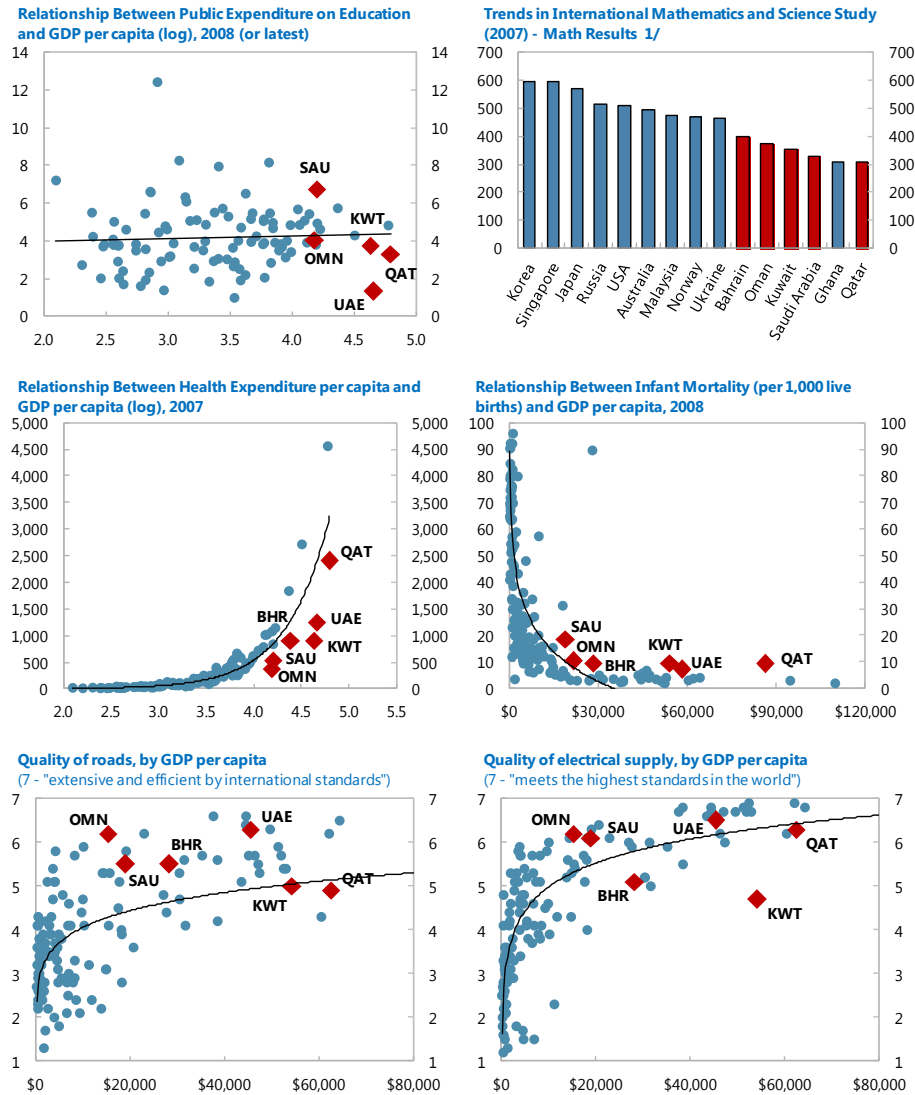 Relationship Between Public Expenditure on Education
and GDP per capita (log), 2008 (or latest)
14
12
10
8
6
4
2
0
14
12
10
8
6
4
2
0
SAU
KWT
OMN
QAT
UAE
2.0 2.5 3.0 3.5 4.0 4.5 5.0
Trends in International Mathematics and Science Study
(2007) - Math Results 1/
700
600
500
400
300
200
100
0
700
600
500
400
300
200
100
0
Korea
Singapore
Japan
Russia
USA
Australia
Malaysia
Norway
Ukraine
Bahrain
Oman
Kuwait
Saudi Arabia
Ghana
Qatar
Relationship Between Health Expenditure per capita and
GDP per capita (log), 2007
5,000
4,500
4,000
3,500
3,000
2,500
2,000
1,500
1,000
500
0
5,000
4,500
4,000
3,500
3,000
2,500
2,000
1,500
1,000
500
0
QAT
BHR
UAE
KWT
SAU
OMN
2.0 2.5 3.0 3.5 4.0 4.5 5.0 5.5
Relationship Between Infant Mortality (per 1,000 live
births) and GDP per capita, 2008
100
90
80
70
60
50
40
30
20
10
0
100
90
80
70
60
50
40
30
20
10
0
SAU
OMN
BHR
KWT
UAE
QAT
$0 $30,000 $60,000 $90,000 $120,000
Quality of roads, by GDP per capita
(7 - "extensive and efficient by international standards")
7
6
5
4
3
2
1
7
6
5
4
3
2
1
OMN
UAE
BHR
SAU
QAT
KWT
$0 $20,000 $40,000 $60,000 $80,000
Quality of electrical supply, by GDP per capita
(7 - "meets the highest standards in the world")
7
6
5
4
3
2
1
7
6
5
4
3
2
1
OMN
SAU
UAE
QAT
BHR
KWT
$0 $20,000 $40,000 $60,000 $80,000